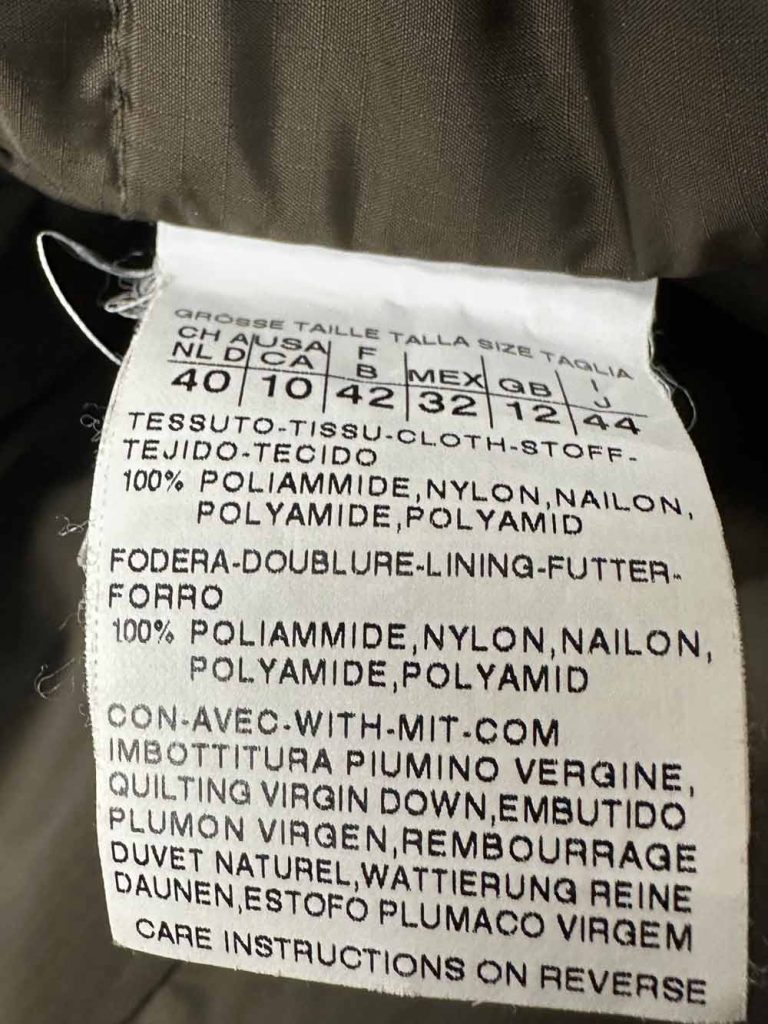 GRÖSSE TAILLE TALLA SIZE TAGLIA
CH A USA F MEX GB I
NL D CA B J
40 10 42 32 12 44
TESSUTO-TISSU-CLOTH-STOFF-
TEJIDO-TECIDO
100% POLIAMMIDE,NYLON,NAILON,
POLYAMIDE,POLYAMID
FODERA-DOUBLURE-LINING-FUTTER-
FORRO
100% POLIAMMIDE,NYLON,NAILON,
POLYAMIDE,POLYAMID
CON-AVEC-WITH-MIT-COM
IMBOTTITURA PIUMINO VERGINE,
QUILTING VIRGIN DOWN,EMBUTIDO
PLUMON VIRGEN,REMBOURRAGE
DUVET NATUREL,WATTIERUNG REINE
DAUNEN,ESTOFO PLUMACO VIRGEM
CARE INSTRUCTIONS ON REVERSE